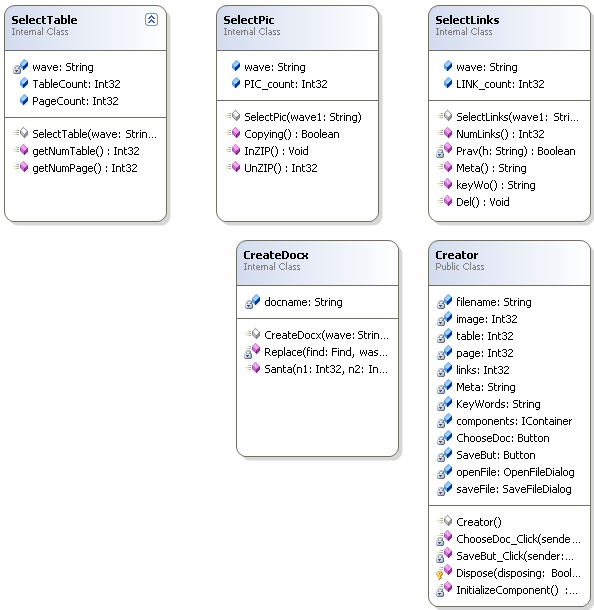 SelectTable
Internal Class
wave: String
TableCount: Int32
PageCount: Int32
SelectTable(wave: Strin...
getNumTable() : Int32
getNumPage() : Int32
SelectPic
Internal Class
wave: String
PIC_count: Int32
SelectPic(wave1: String)
Copying() : Boolean
InZIP() : Void
UnZIP() : Int32
SelectLinks
Internal Class
wave: String
LINK_count: Int32
SelectLinks(wave1: Stri...
NumLinks() : Int32
Prav(h: String) : Boolean
Meta() : String
keyWo() : String
Del() : Void
CreateDocx
Internal Class
docname: String
CreateDocx(wave: Strin...
Replace(find: Find, was...
Santa(n1: Int32, n2: In...
Creator
Public Class
filename: String
image: Int32
table: Int32
page: Int32
links: Int32
Meta: String
KeyWords: String
components: IContainer
ChooseDoc: Button
SaveBut: Button
openFile: OpenFileDialog
saveFile: SaveFileDialog
Creator()
ChooseDoc_Click(sende...
SaveBut_Click(sender:...
Dispose(disposing: Bool...
InitializeComponent() :...